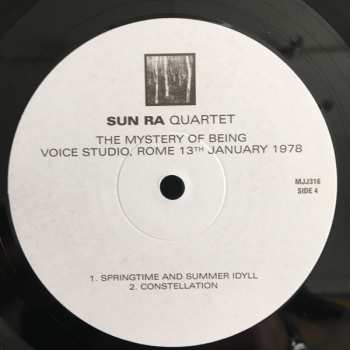 SUN RA QUARTET
THE MYSTERY OF BEING
VOICE STUDIO, ROME 13TH JANUARY 1978
MJJ316
SIDE 4
1. SPRINGTIME AND SUMMER IDYLL
2. CONSTELLATION